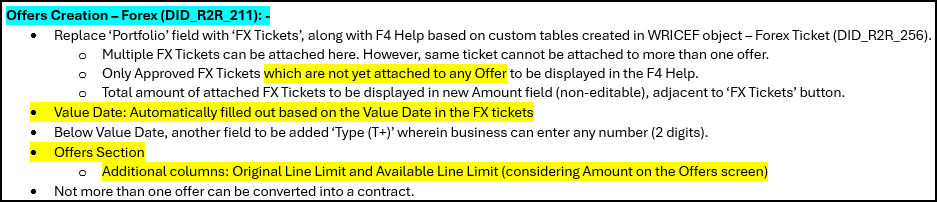 Offers Creation – Forex (DID_R2R_211): -
• Replace 'Portfolio' field with 'FX Tickets', along with F4 Help based on custom tables created in WRICEF object – Forex Ticket (DID_R2R_256).
o Multiple FX Tickets can be attached here. However, same ticket cannot be attached to more than one offer.
o Only Approved FX Tickets which are not yet attached to any Offer to be displayed in the F4 Help.
o Total amount of attached FX Tickets to be displayed in new Amount field (non-editable), adjacent to 'FX Tickets' button.
• Value Date: Automatically filled out based on the Value Date in the FX tickets
• Below Value Date, another field to be added 'Type (T+)' wherein business can enter any number (2 digits).
• Offers Section
o Additional columns: Original Line Limit and Available Line Limit (considering Amount on the Offers screen)
• Not more than one offer can be converted into a contract.